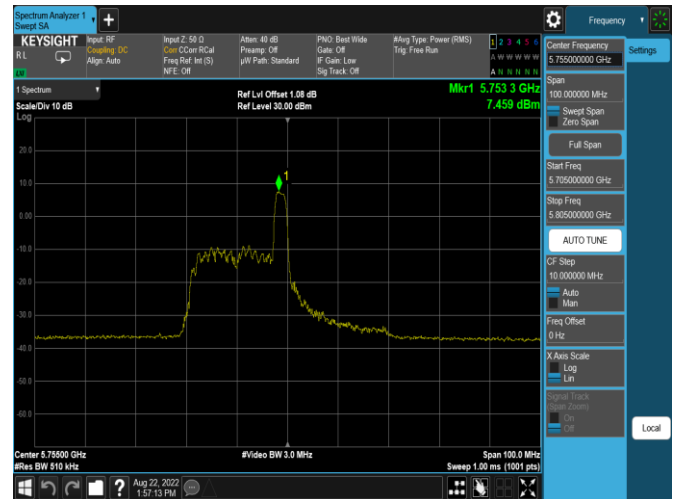 Spectrum Analyzer 1
Swept SA
+
Frequency
KEYSIGHT
R L
LXI
Input: RF
Coupling: DC
Align: Auto
Input Z: 50 Ω
Corr CCorr RCal
Freq Ref: Int (S)
NFE: Off
Atten: 40 dB
Preamp: Off
µW Path: Standard
PNO: Best Wide
Gate: Off
IF Gain: Low
Sig Track: Off
#Avg Type: Power (RMS)
Trig: Free Run
1 2 3 4 5 6
A W W W W W
A N N N N N
1 Spectrum
Scale/Div 10 dB
Log
Ref Lvl Offset 1.08 dB
Ref Level 30.00 dBm
Mkr1 5.753 3 GHz
7.459 dBm
1
20.0
10.0
0.00
-10.0
-20.0
-30.0
-40.0
-50.0
-60.0
Center 5.75500 GHz
#Res BW 510 kHz
#Video BW 3.0 MHz
Span 100.0 MHz
Sweep 1.00 ms (1001 pts)
Aug 22, 2022
1:57:13 PM
?
Center Frequency
5.755000000 GHz
Settings
Span
100.000000 MHz
Swept Span
Zero Span
Full Span
Start Freq
5.705000000 GHz
Stop Freq
5.805000000 GHz
AUTO TUNE
CF Step
10.000000 MHz
Auto
Man
Freq Offset
0 Hz
X Axis Scale
Log
Lin
Signal Track
(Span Zoom)
On
Off
Local